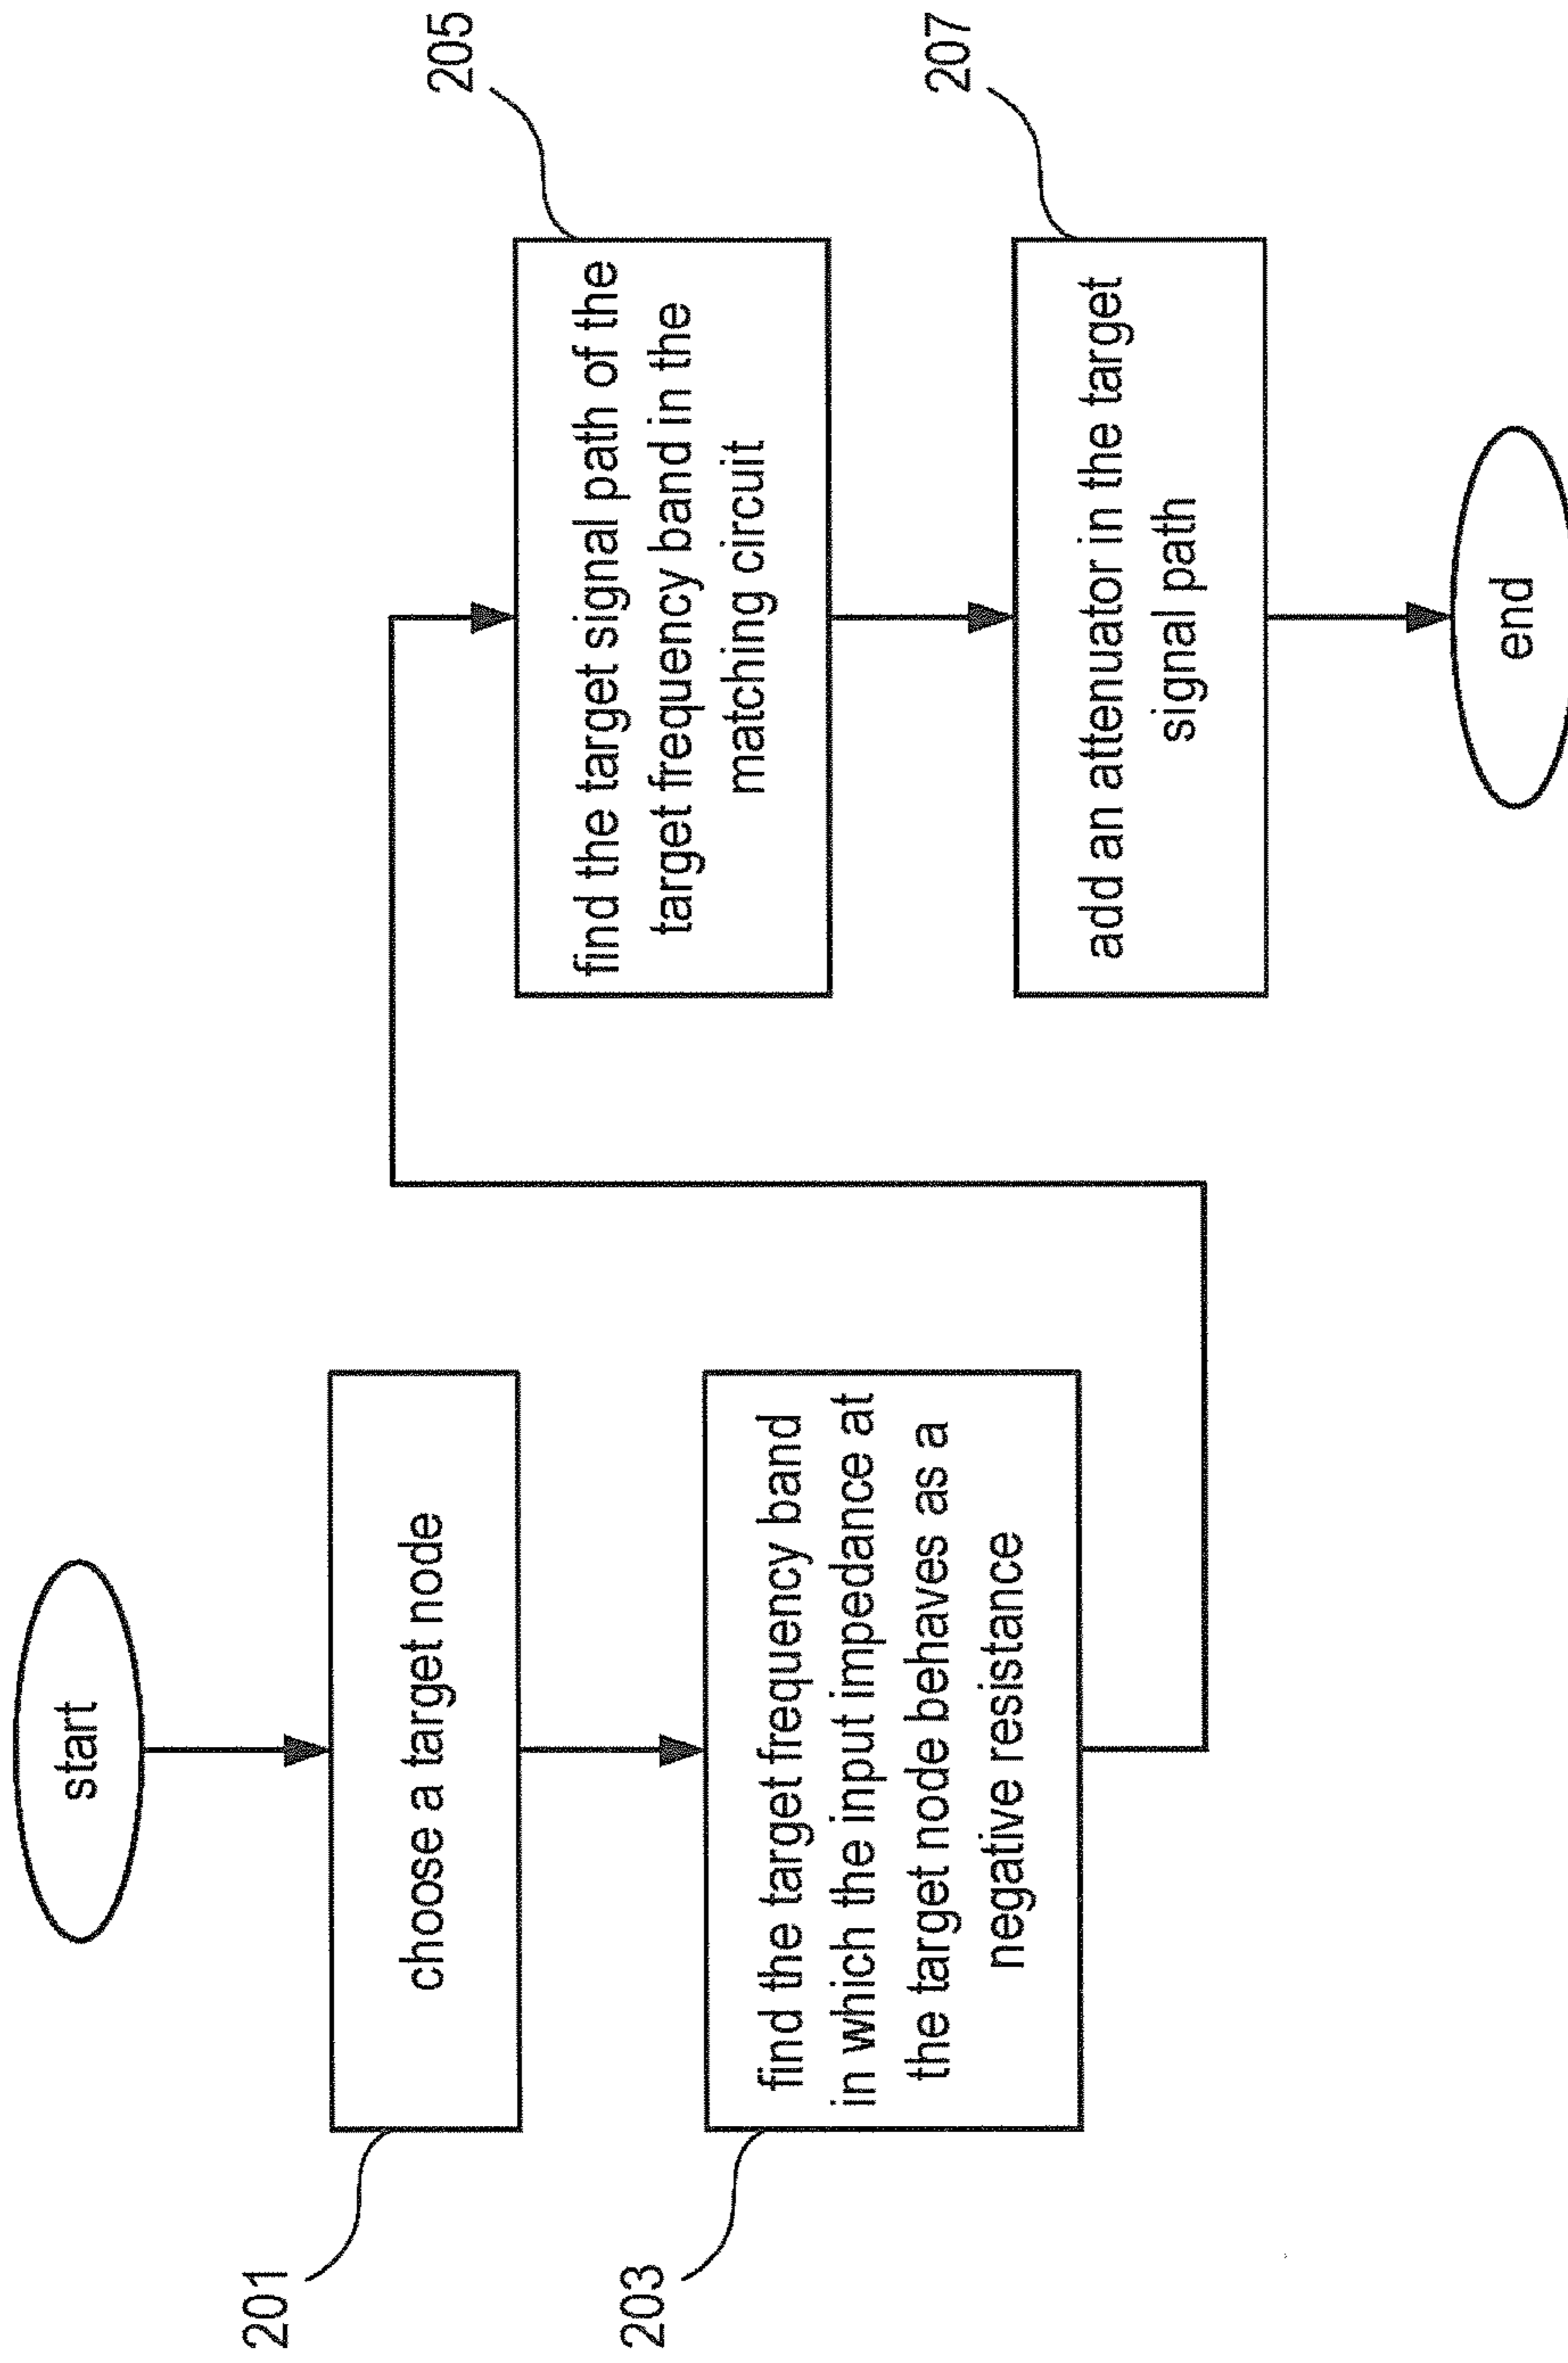 start
201
choose a target node
203
find the target frequency band
in which the input impedance at
the target node behaves as a
negative resistance
205
find the target signal path of the
target frequency band in the
matching circuit
207
add an attenuator in the target
signal path
end